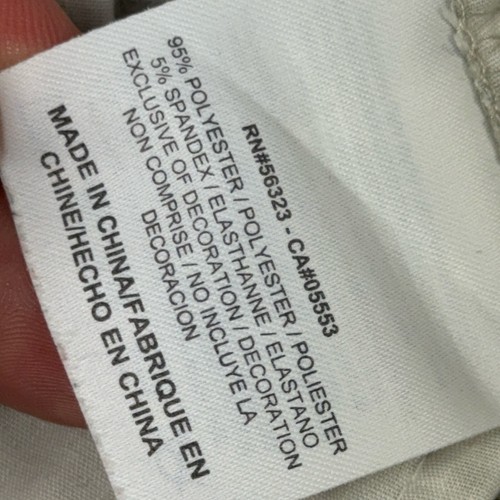 RN#56323 - CA#05553
95% POLYESTER / POLYESTER / POLIESTER
5% SPANDEX / ELASTHANNE / ELASTANO
EXCLUSIVE OF DECORATION / DECORATION
NON COMPRISE / NO INCLUYE LA
DECORACION
MADE IN CHINA/FABRIQUE EN
CHINE/HECHO EN CHINA